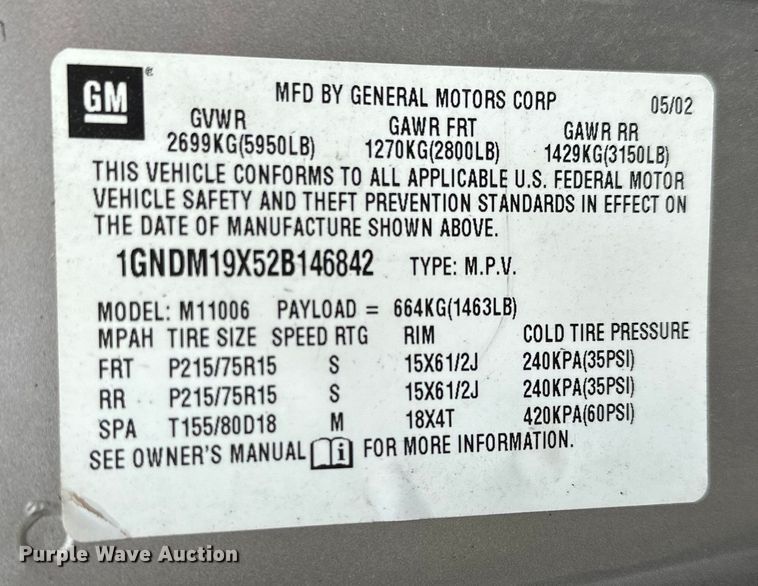 GM
MFD BY GENERAL MOTORS CORP 05/02
GVWR GAWR FRT GAWR RR
2699KG(5950LB) 1270KG(2800LB) 1429KG(3150LB)
THIS VEHICLE CONFORMS TO ALL APPLICABLE U.S. FEDERAL MOTOR
VEHICLE SAFETY AND THEFT PREVENTION STANDARDS IN EFFECT ON
THE DATE OF MANUFACTURE SHOWN ABOVE.
1GNDM19X52B146842 TYPE: M.P.V.
MODEL: M11006 PAYLOAD = 664KG(1463LB)
MPAH TIRE SIZE SPEED RTG RIM COLD TIRE PRESSURE
FRT P215/75R15 S 15X61/2J 240KPA(35PSI)
RR P215/75R15 S 15X61/2J 240KPA(35PSI)
SPA T155/80D18 M 18X4T 420KPA(60PSI)
SEE OWNER'S MANUAL i FOR MORE INFORMATION.
Purple Wave Auction